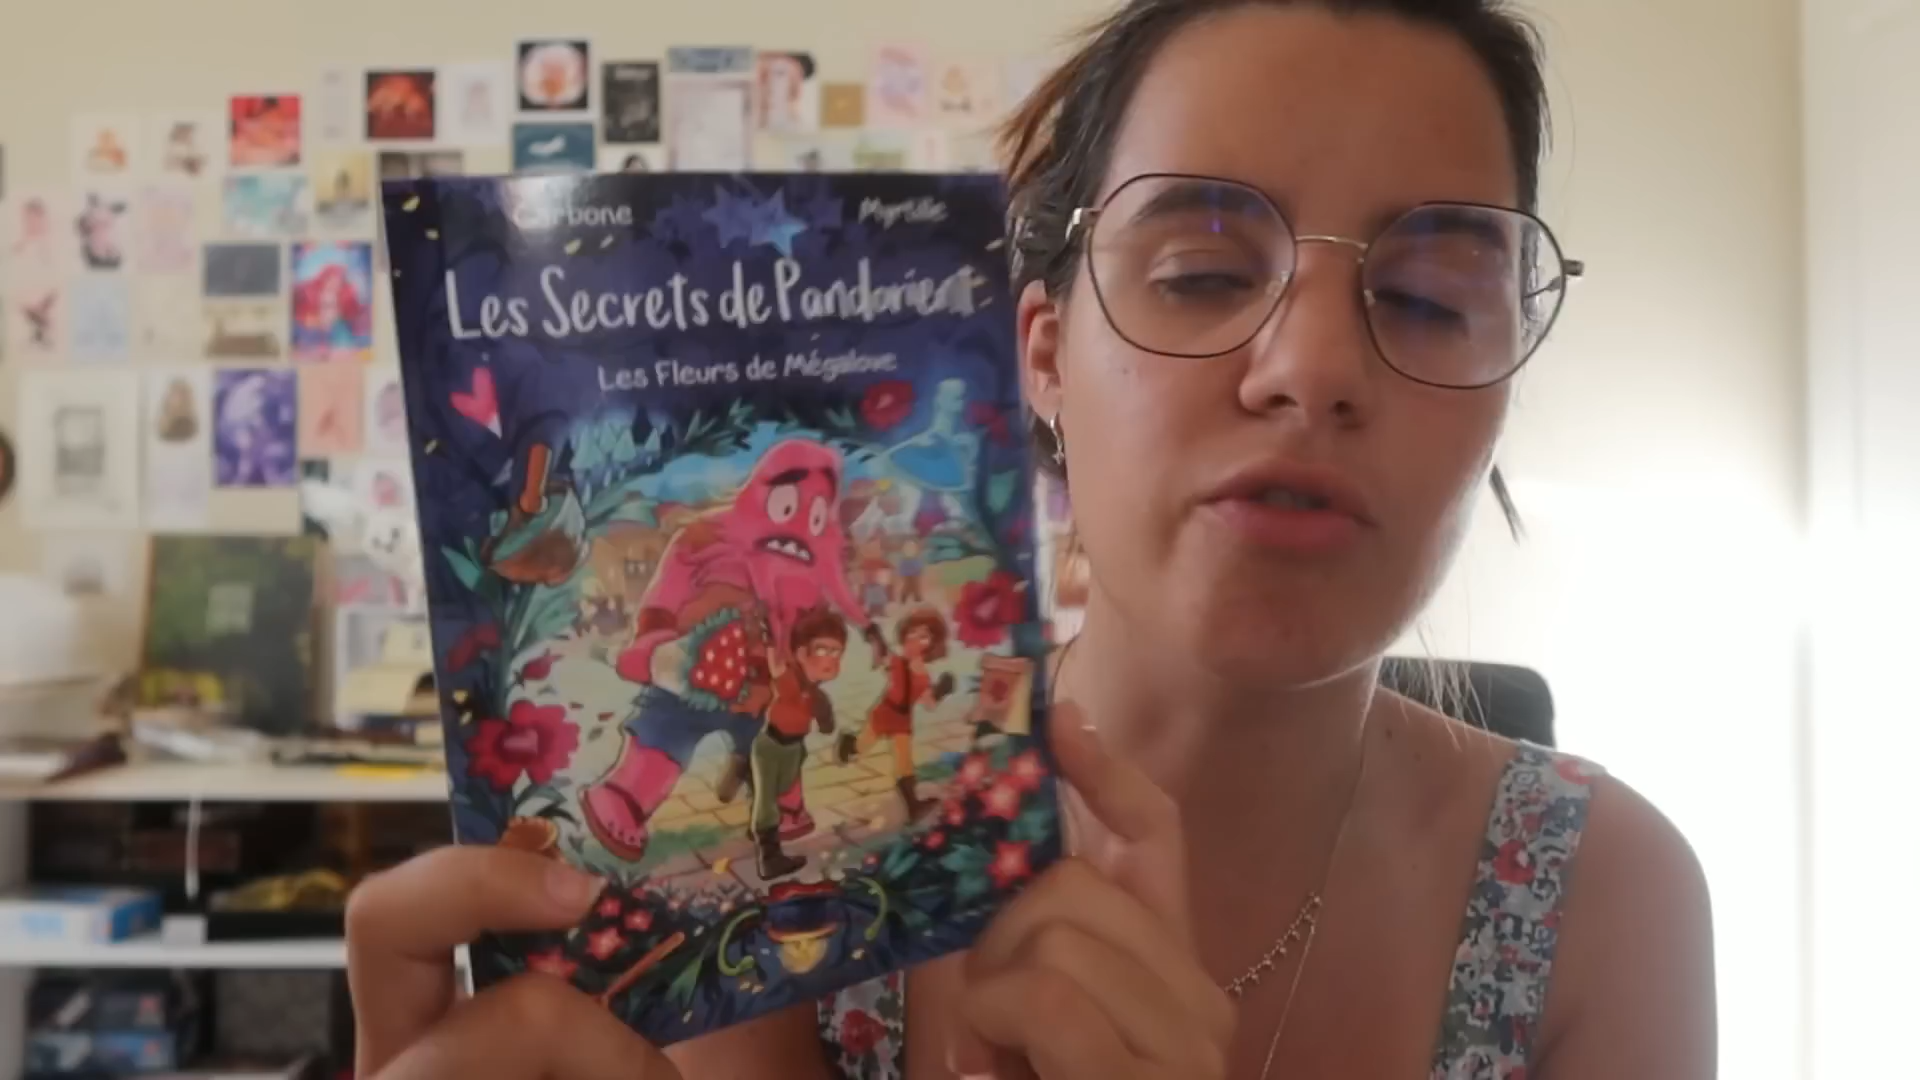 Carbone
Myrtille
Les Secrets de Pandorient
Les Fleurs de Mégalove